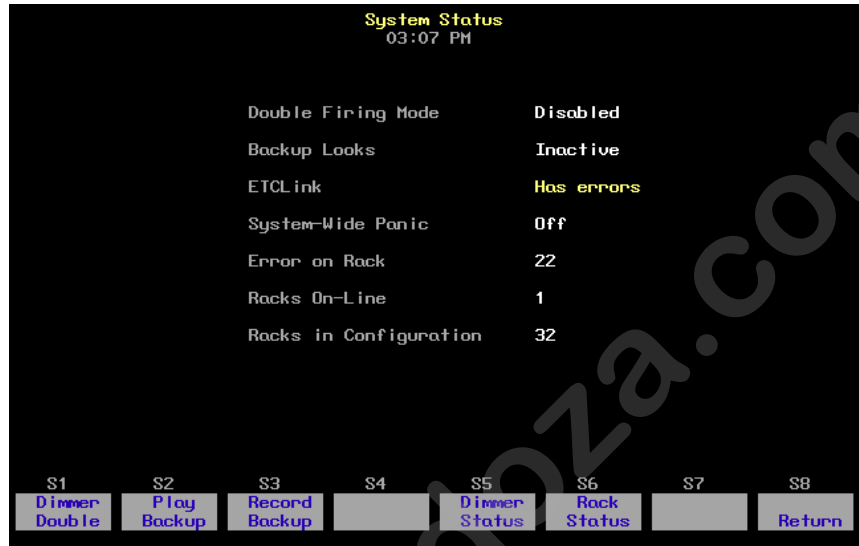 System Status
03:07 PM
Double Firing Mode Disabled
Backup Looks Inactive
ETCLink Has errors
System-Wide Panic Off
Error on Rack 22
Racks On-Line 1
Racks in Configuration 32
S1 S2 S3 S4 S5 S6 S7 S8
Dimmer Play Record Dimmer Rack
Double Backup Backup Status Status Return